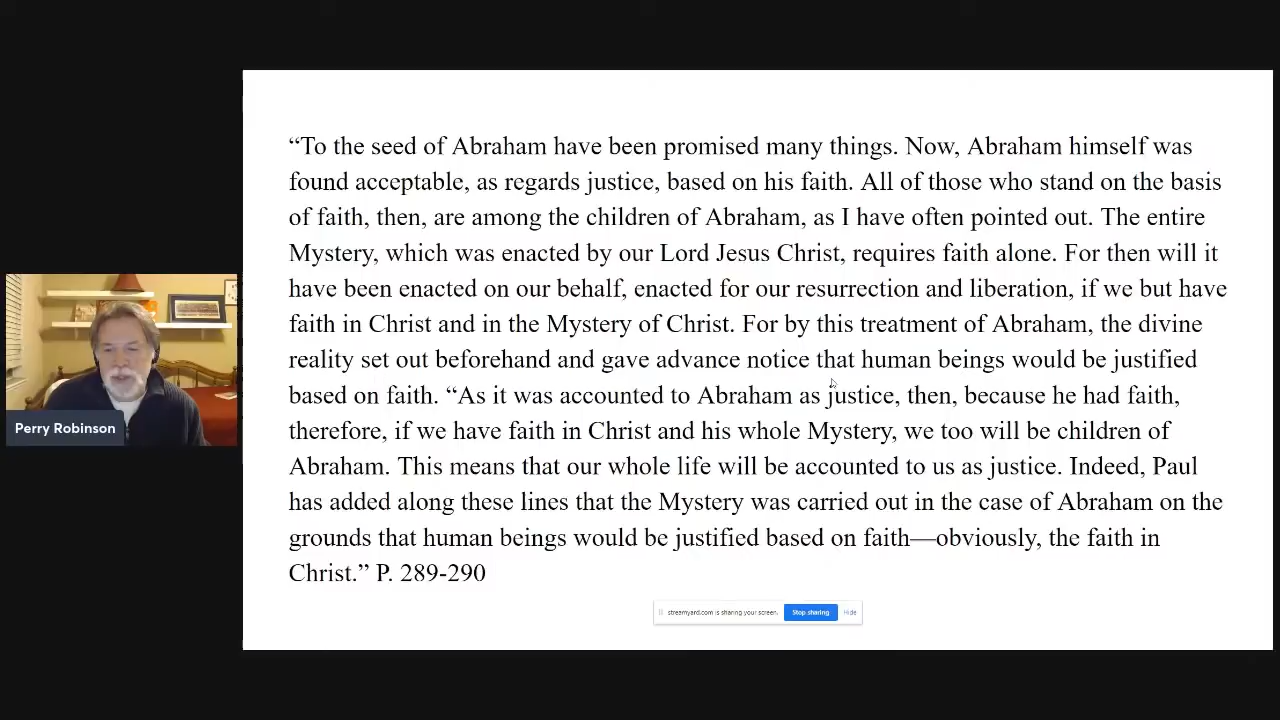 “To the seed of Abraham have been promised many things. Now, Abraham himself was
found acceptable, as regards justice, based on his faith. All of those who stand on the basis
of faith, then, are among the children of Abraham, as I have often pointed out. The entire
Mystery, which was enacted by our Lord Jesus Christ, requires faith alone. For then will it
have been enacted on our behalf, enacted for our resurrection and liberation, if we but have
faith in Christ and in the Mystery of Christ. For by this treatment of Abraham, the divine
reality set out beforehand and gave advance notice that human beings would be justified
based on faith. “As it was accounted to Abraham as justice, then, because he had faith,
therefore, if we have faith in Christ and his whole Mystery, we too will be children of
Abraham. This means that our whole life will be accounted to us as justice. Indeed, Paul
has added along these lines that the Mystery was carried out in the case of Abraham on the
grounds that human beings would be justified based on faith—obviously, the faith in
Christ.” P. 289-290
Perry Robinson
streamyard.com is sharing your screen. Stop sharing Hide